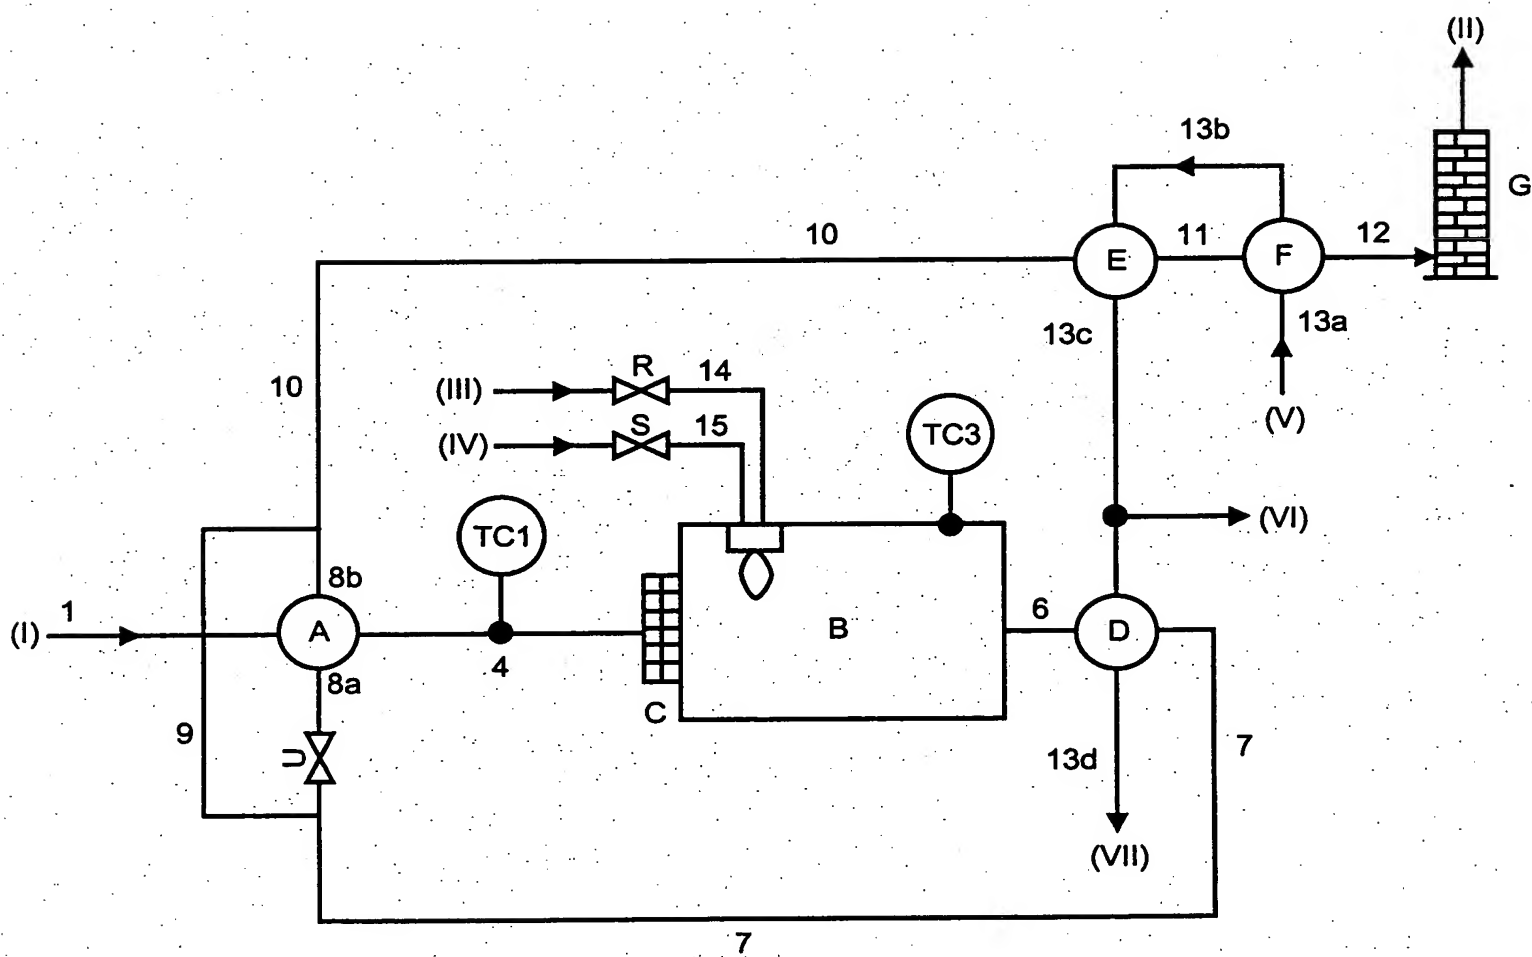 (II)
13b
G
10
11
12
E
F
13c
13a
R
14
(III)
10
S
15
(IV)
TC3
(V)
TC1
(VI)
8b
1
6
(I)
A
B
D
4
8a
C
9
U
13d
7
(VII)
7